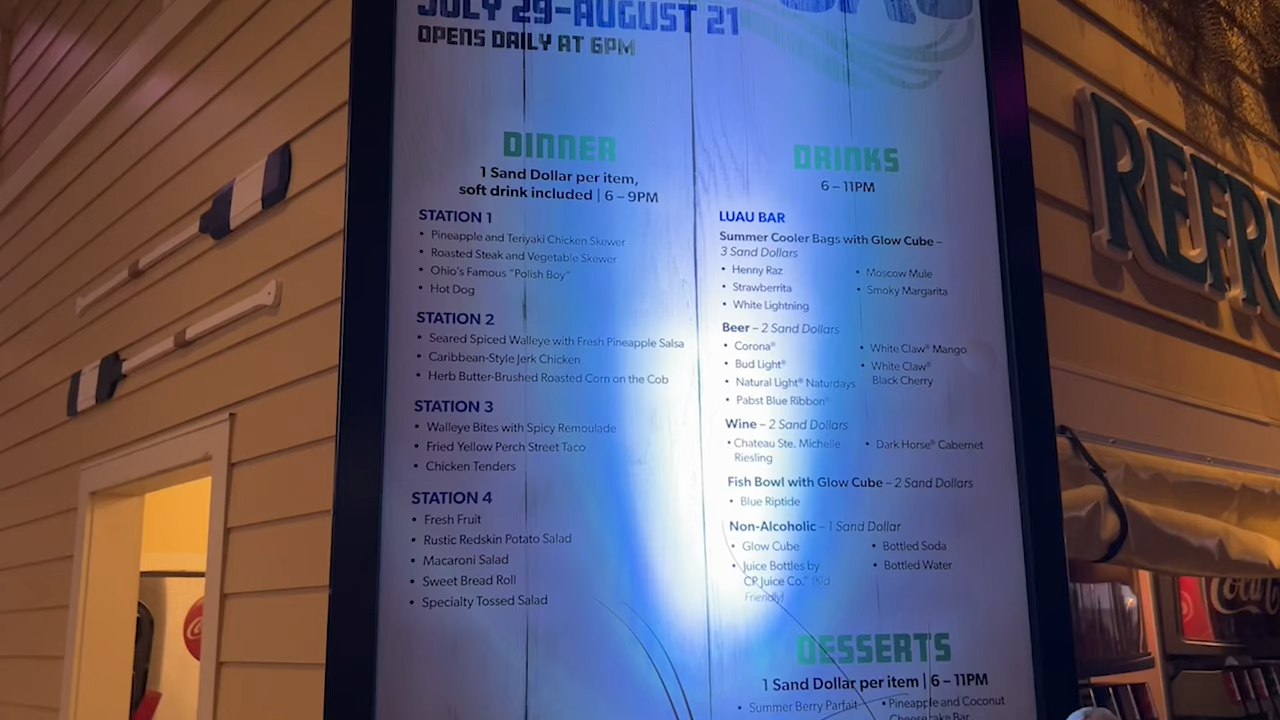 JULY 29–AUGUST 21
OPENS DAILY AT 6PM
DINNER
1 Sand Dollar per item,
soft drink included | 6 – 9PM
STATION 1
• Pineapple and Teriyaki Chicken Skewer
• Roasted Steak and Vegetable Skewer
• Ohio's Famous "Polish Boy"
• Hot Dog
STATION 2
• Seared Spiced Walleye with Fresh Pineapple Salsa
• Caribbean-Style Jerk Chicken
• Herb Butter-Brushed Roasted Corn on the Cob
STATION 3
• Walleye Bites with Spicy Remoulade
• Fried Yellow Perch Street Taco
• Chicken Tenders
STATION 4
• Fresh Fruit
• Rustic Redskin Potato Salad
• Macaroni Salad
• Sweet Bread Roll
• Specialty Tossed Salad
DRINKS
6 – 11PM
LUAU BAR
Summer Cooler Bags with Glow Cube –
3 Sand Dollars
• Henny Raz
• Strawberrita
• White Lightning
• Moscow Mule
• Smoky Margarita
Beer – 2 Sand Dollars
• Corona®
• Bud Light®
• Natural Light® Naturdays
• Pabst Blue Ribbon®
• White Claw® Mango
• White Claw®
Black Cherry
Wine – 2 Sand Dollars
• Chateau Ste. Michelle
Riesling
• Dark Horse® Cabernet
Fish Bowl with Glow Cube – 2 Sand Dollars
• Blue Riptide
Non-Alcoholic – 1 Sand Dollar
• Glow Cube
• Juice Bottles by
CP Juice Co.™ (Kid
Friendly)
• Bottled Soda
• Bottled Water
DESSERTS
1 Sand Dollar per item | 6 – 11PM
• Summer Berry Parfait
• Pineapple and Coconut
Cheesecake Bar
REFR
Coca-Cola